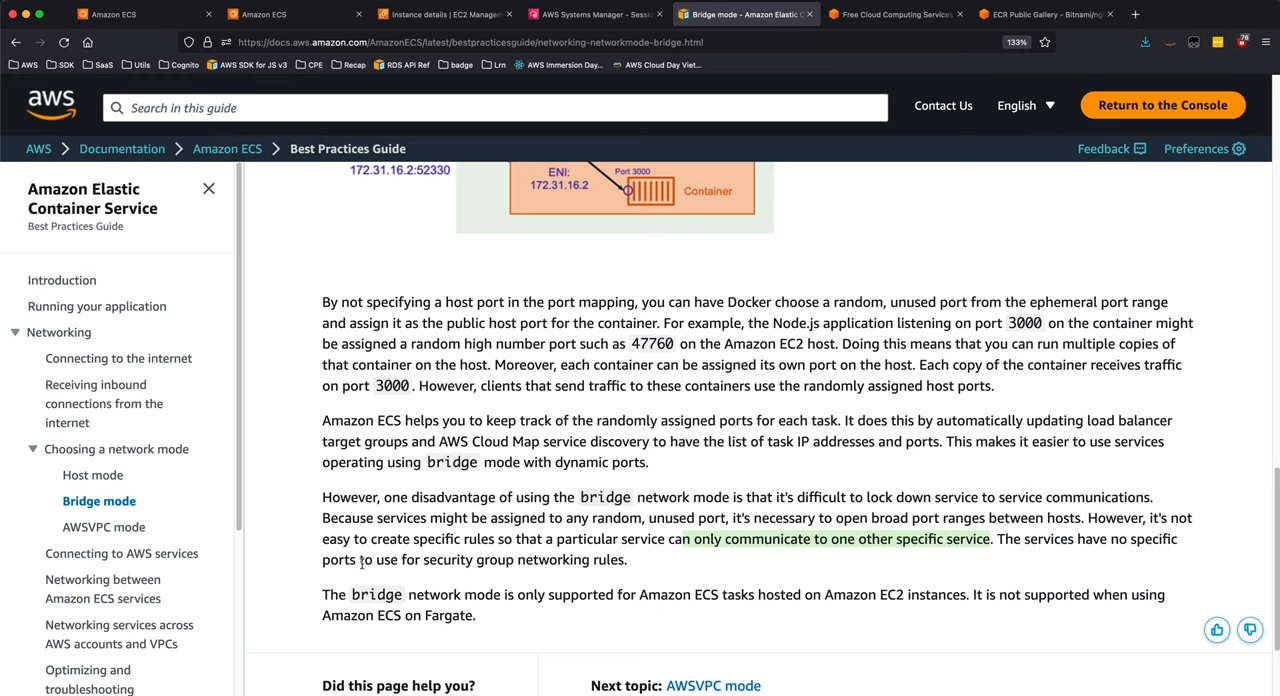 Amazon ECS
Amazon ECS
Instance details | EC2 Managem
AWS Systems Manager - Sessi
Bridge mode - Amazon Elastic C
Free Cloud Computing Services
ECR Public Gallery - Bitnami/ng
https://docs.aws.amazon.com/AmazonECS/latest/bestpracticesguide/networking-networkmode-bridge.html
133%
76
AWS
SDK
SaaS
Utils
Cognito
AWS SDK for JS v3
CPE
Recap
RDS API Ref
badge
Lrn
AWS Immersion Day...
AWS Cloud Day Viet...
aws
Search in this guide
Contact Us
English
Return to the Console
AWS
Documentation
Amazon ECS
Best Practices Guide
Feedback
Preferences
Amazon Elastic
Container Service
Best Practices Guide
Introduction
Running your application
Networking
Connecting to the internet
Receiving inbound
connections from the
internet
Choosing a network mode
Host mode
Bridge mode
AWSVPC mode
Connecting to AWS services
Networking between
Amazon ECS services
Networking services across
AWS accounts and VPCs
Optimizing and
troubleshooting
172.31.16.2:52330
ENI:
172.31.16.2
Port 3000
Container
By not specifying a host port in the port mapping, you can have Docker choose a random, unused port from the ephemeral port range
and assign it as the public host port for the container. For example, the Node.js application listening on port 3000 on the container might
be assigned a random high number port such as 47760 on the Amazon EC2 host. Doing this means that you can run multiple copies of
that container on the host. Moreover, each container can be assigned its own port on the host. Each copy of the container receives traffic
on port 3000. However, clients that send traffic to these containers use the randomly assigned host ports.
Amazon ECS helps you to keep track of the randomly assigned ports for each task. It does this by automatically updating load balancer
target groups and AWS Cloud Map service discovery to have the list of task IP addresses and ports. This makes it easier to use services
operating using bridge mode with dynamic ports.
However, one disadvantage of using the bridge network mode is that it's difficult to lock down service to service communications.
Because services might be assigned to any random, unused port, it's necessary to open broad port ranges between hosts. However, it's not
easy to create specific rules so that a particular service can only communicate to one other specific service. The services have no specific
ports to use for security group networking rules.
The bridge network mode is only supported for Amazon ECS tasks hosted on Amazon EC2 instances. It is not supported when using
Amazon ECS on Fargate.
Did this page help you?
Next topic: AWSVPC mode